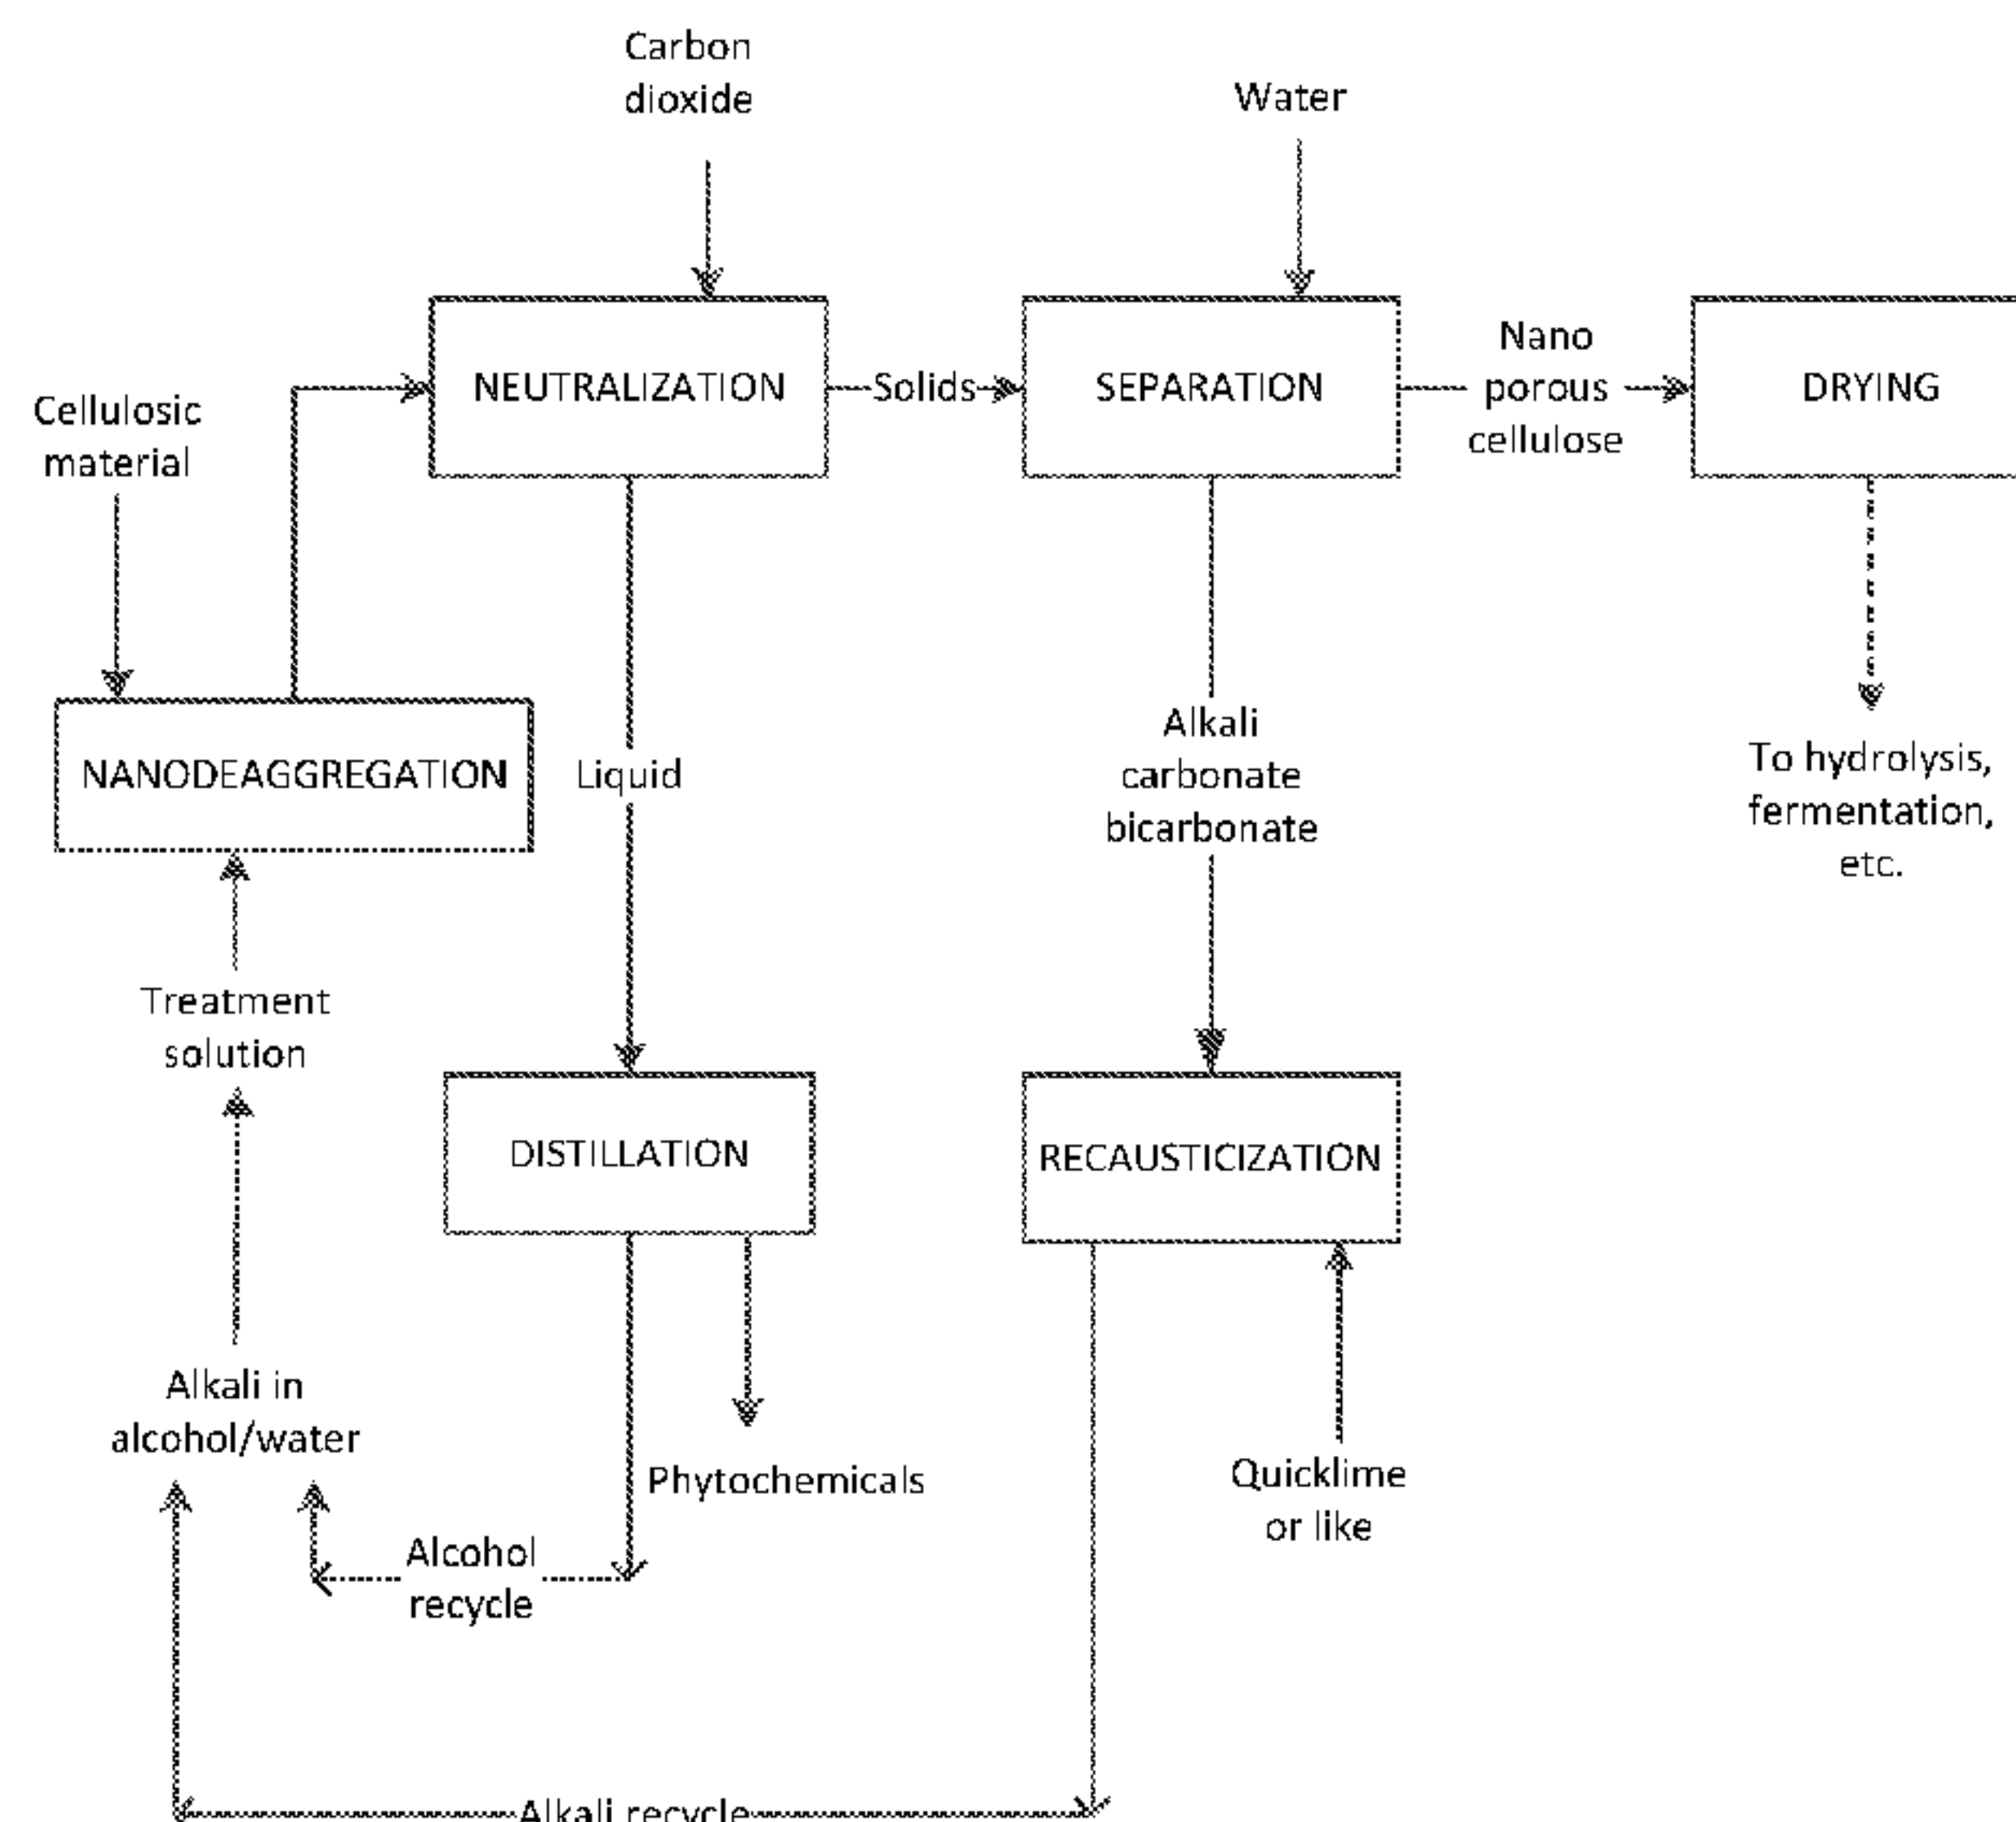 Carbon
dioxide
Water
NEUTRALIZATION
Solids
SEPARATION
Nano
porous
cellulose
DRYING
Cellulosic
material
NANODEAGGREGATION
Liquid
Alkali
carbonate
bicarbonate
To hydrolysis,
fermentation,
etc.
Treatment
solution
DISTILLATION
RECAUSTICIZATION
Alkali in
alcohol/water
Phytochemicals
Quicklime
or like
Alcohol
recycle
Alkali recycle